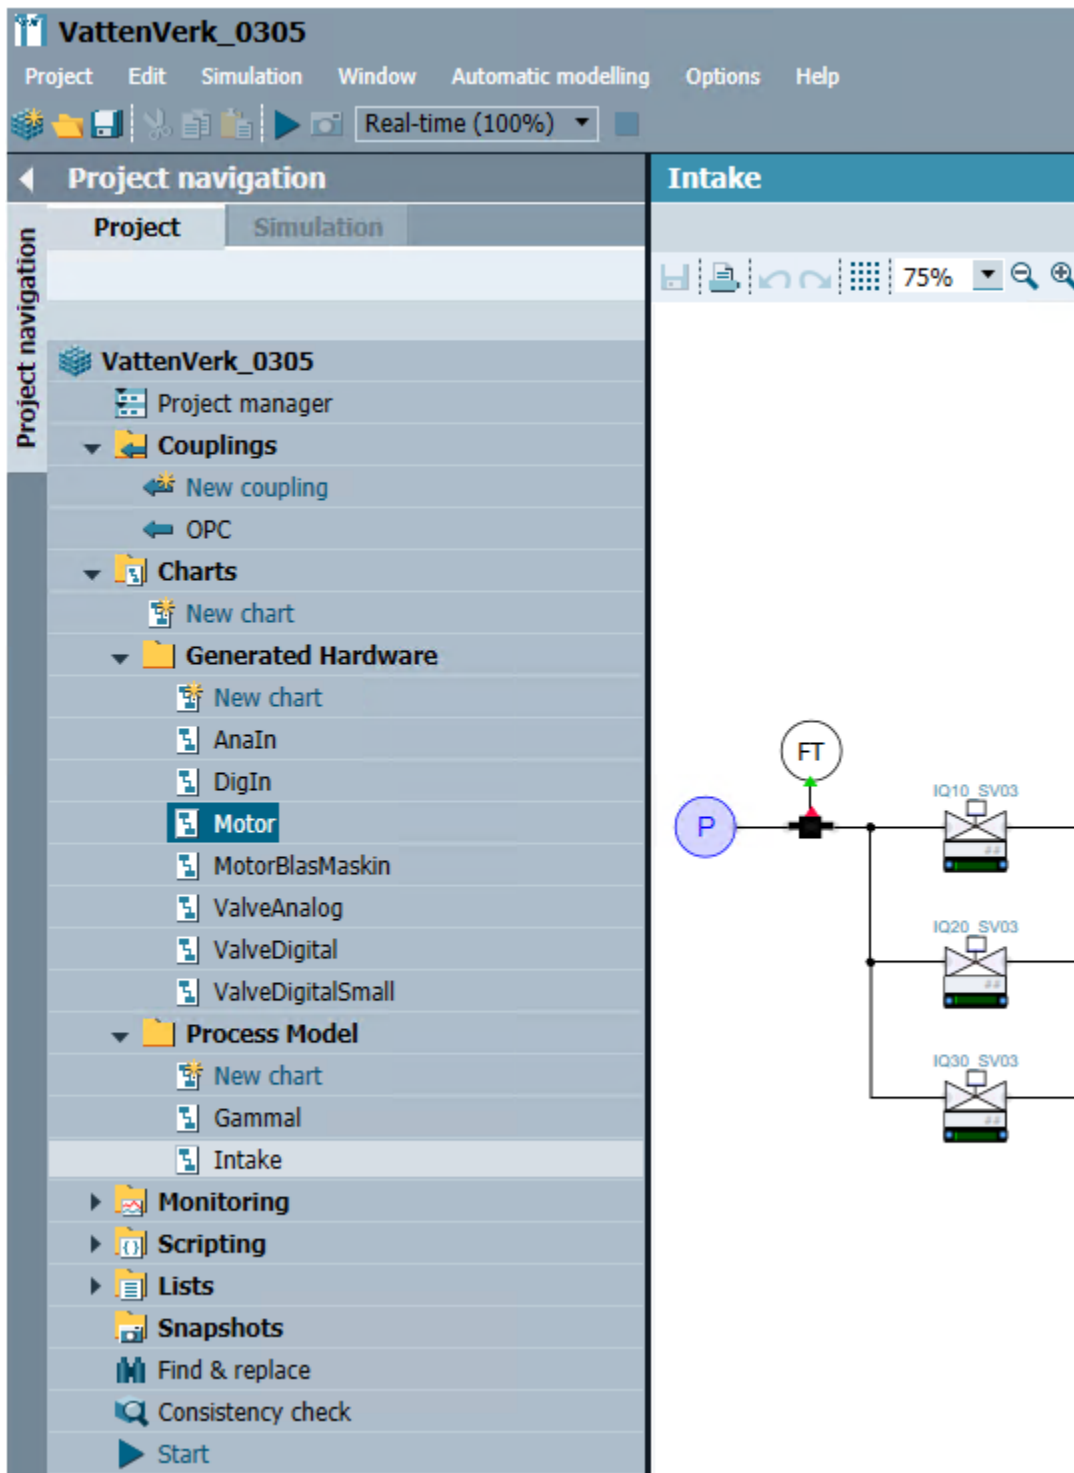 VattenVerk_0305
Project Edit Simulation Window Automatic modelling Options Help
Real-time (100%)
Project navigation
Intake
Project Simulation
Project navigation
75%
VattenVerk_0305
Project manager
Couplings
New coupling
OPC
Charts
New chart
Generated Hardware
New chart
AnaIn
DigIn
Motor
MotorBlasMaskin
ValveAnalog
ValveDigital
ValveDigitalSmall
Process Model
New chart
Gammal
Intake
Monitoring
Scripting
Lists
Snapshots
Find & replace
Consistency check
Start
FT
P
IQ10_SV03
##
IQ20_SV03
##
IQ30_SV03
##